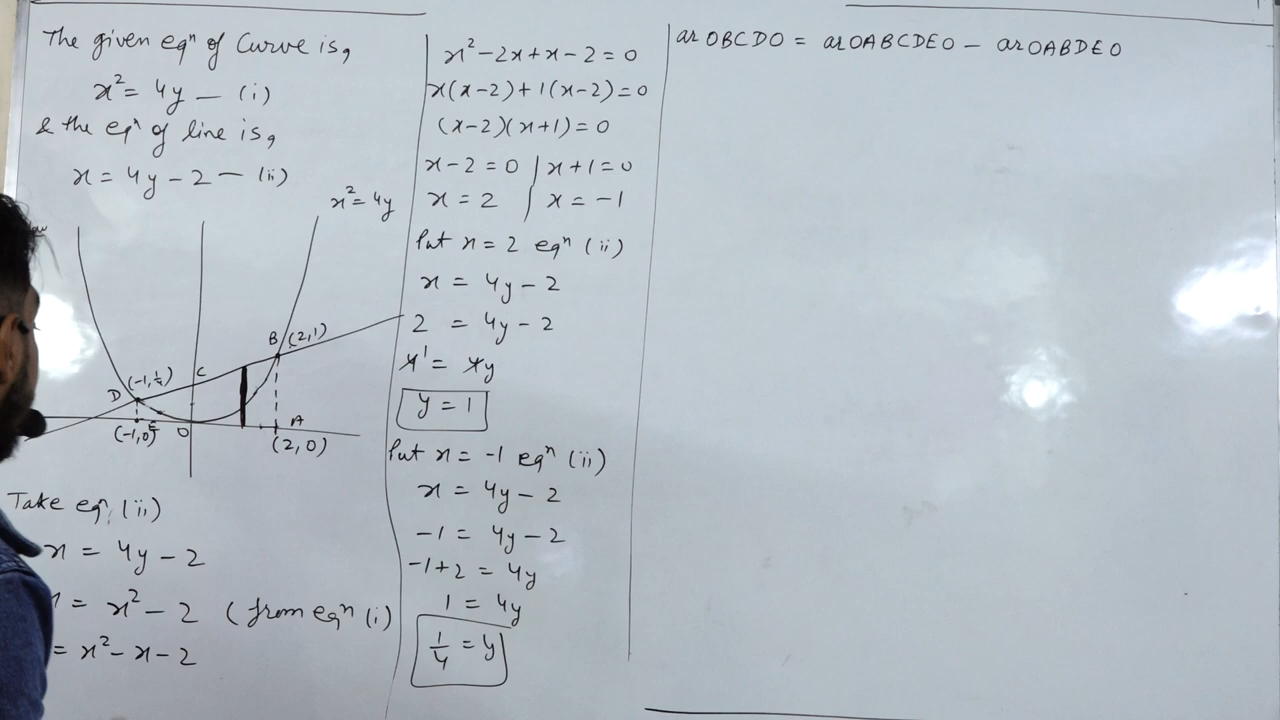 The given eqⁿ of Curve is,
x² = 4y — (i)
& the eqⁿ of line is,
x = 4y - 2 — (ii)
x² = 4y
B (2,1)
(-1, 1/4)
C
D
E
(-1,0)
O
A
(2,0)
Take eqⁿ (ii)
x = 4y - 2
= x² - 2 (from eqⁿ (i)
= x² - x - 2
x² - 2x + x - 2 = 0
x(x-2) + 1(x-2) = 0
(x-2)(x+1) = 0
x - 2 = 0 | x + 1 = 0
x = 2 | x = -1
Put x = 2 eqⁿ (ii)
x = 4y - 2
2 = 4y - 2
4 1 = 4y
y = 1
Put x = -1 eqⁿ (ii)
x = 4y - 2
-1 = 4y - 2
-1 + 2 = 4y
1 = 4y
1/4 = y
ar OBCDO = ar OABCDEO - ar OABDEO